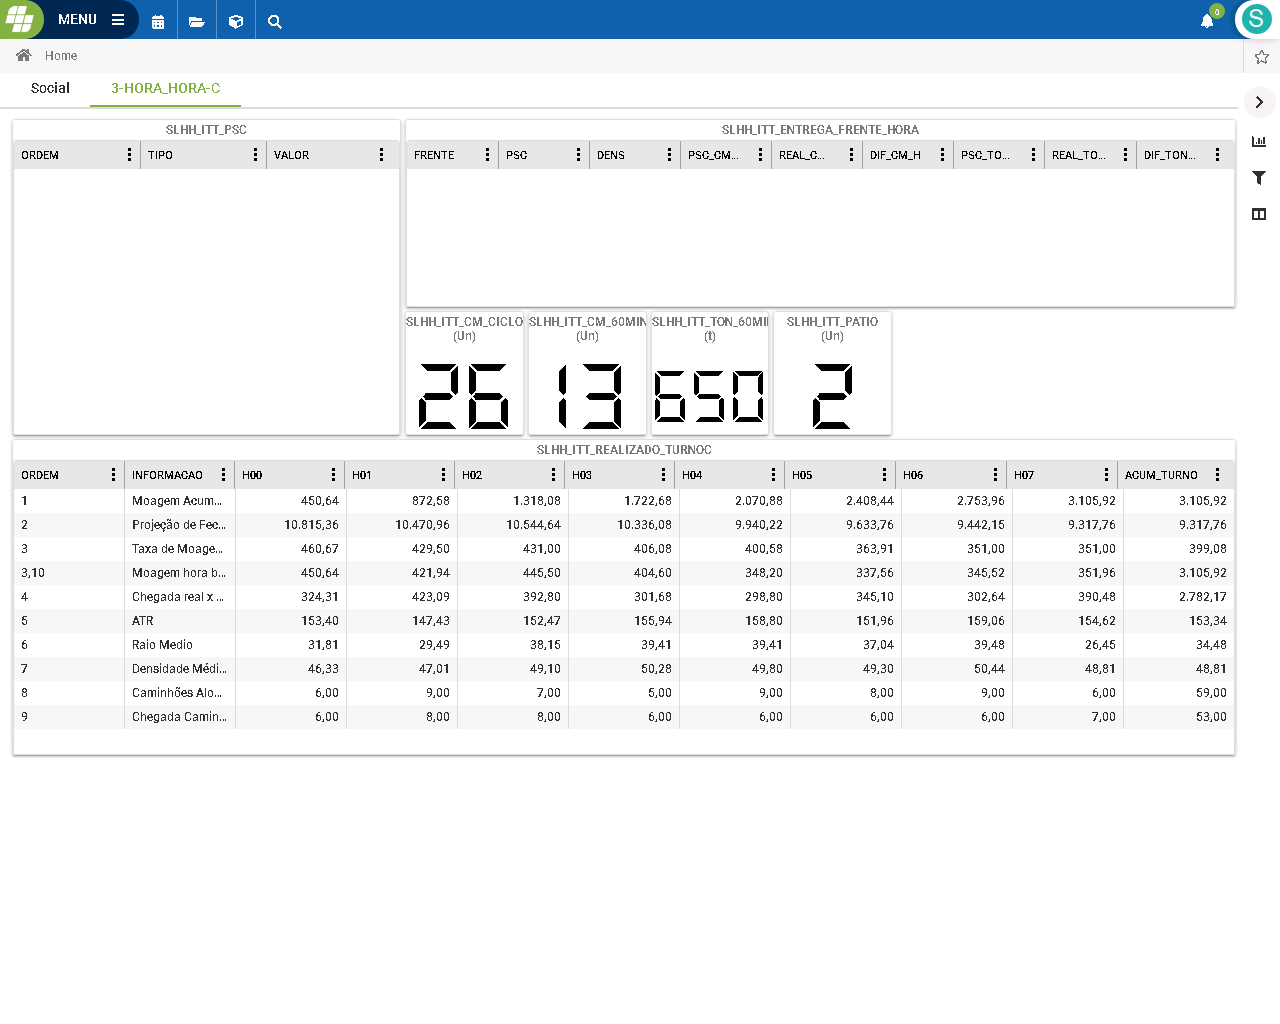 MENU
0
S
Home
Social 3-HORA_HORA-C
SLHH_ITT_PSC
ORDEM TIPO VALOR
SLHH_ITT_ENTREGA_FRENTE_HORA
FRENTE PSC DENS PSC_CM... REAL_C... DIF_CM_H PSC_TO... REAL_TO... DIF_TON...
SLHH_ITT_CM_CICLO SLHH_ITT_CM_60MIN SLHH_ITT_TON_60MI SLHH_ITT_PATIO
(Un) (Un) (t) (Un)
26 13 650 2
SLHH_ITT_REALIZADO_TURNOC
ORDEM INFORMACAO H00 H01 H02 H03 H04 H05 H06 H07 ACUM_TURNO
1 Moagem Acum... 450,64 872,58 1.318,08 1.722,68 2.070,88 2.408,44 2.753,96 3.105,92 3.105,92
2 Projeção de Fec... 10.815,36 10.470,96 10.544,64 10.336,08 9.940,22 9.633,76 9.442,15 9.317,76 9.317,76
3 Taxa de Moage... 460,67 429,50 431,00 406,08 400,58 363,91 351,00 351,00 399,08
3,10 Moagem hora b... 450,64 421,94 445,50 404,60 348,20 337,56 345,52 351,96 3.105,92
4 Chegada real x ... 324,31 423,09 392,80 301,68 298,80 345,10 302,64 390,48 2.782,17
5 ATR 153,40 147,43 152,47 155,94 158,80 151,96 159,06 154,62 153,34
6 Raio Medio 31,81 29,49 38,15 39,41 39,41 37,04 39,48 26,45 34,48
7 Densidade Médi... 46,33 47,01 49,10 50,28 49,80 49,30 50,44 48,81 48,81
8 Caminhões Alo... 6,00 9,00 7,00 5,00 9,00 8,00 9,00 6,00 59,00
9 Chegada Camin... 6,00 8,00 8,00 6,00 6,00 6,00 6,00 7,00 53,00